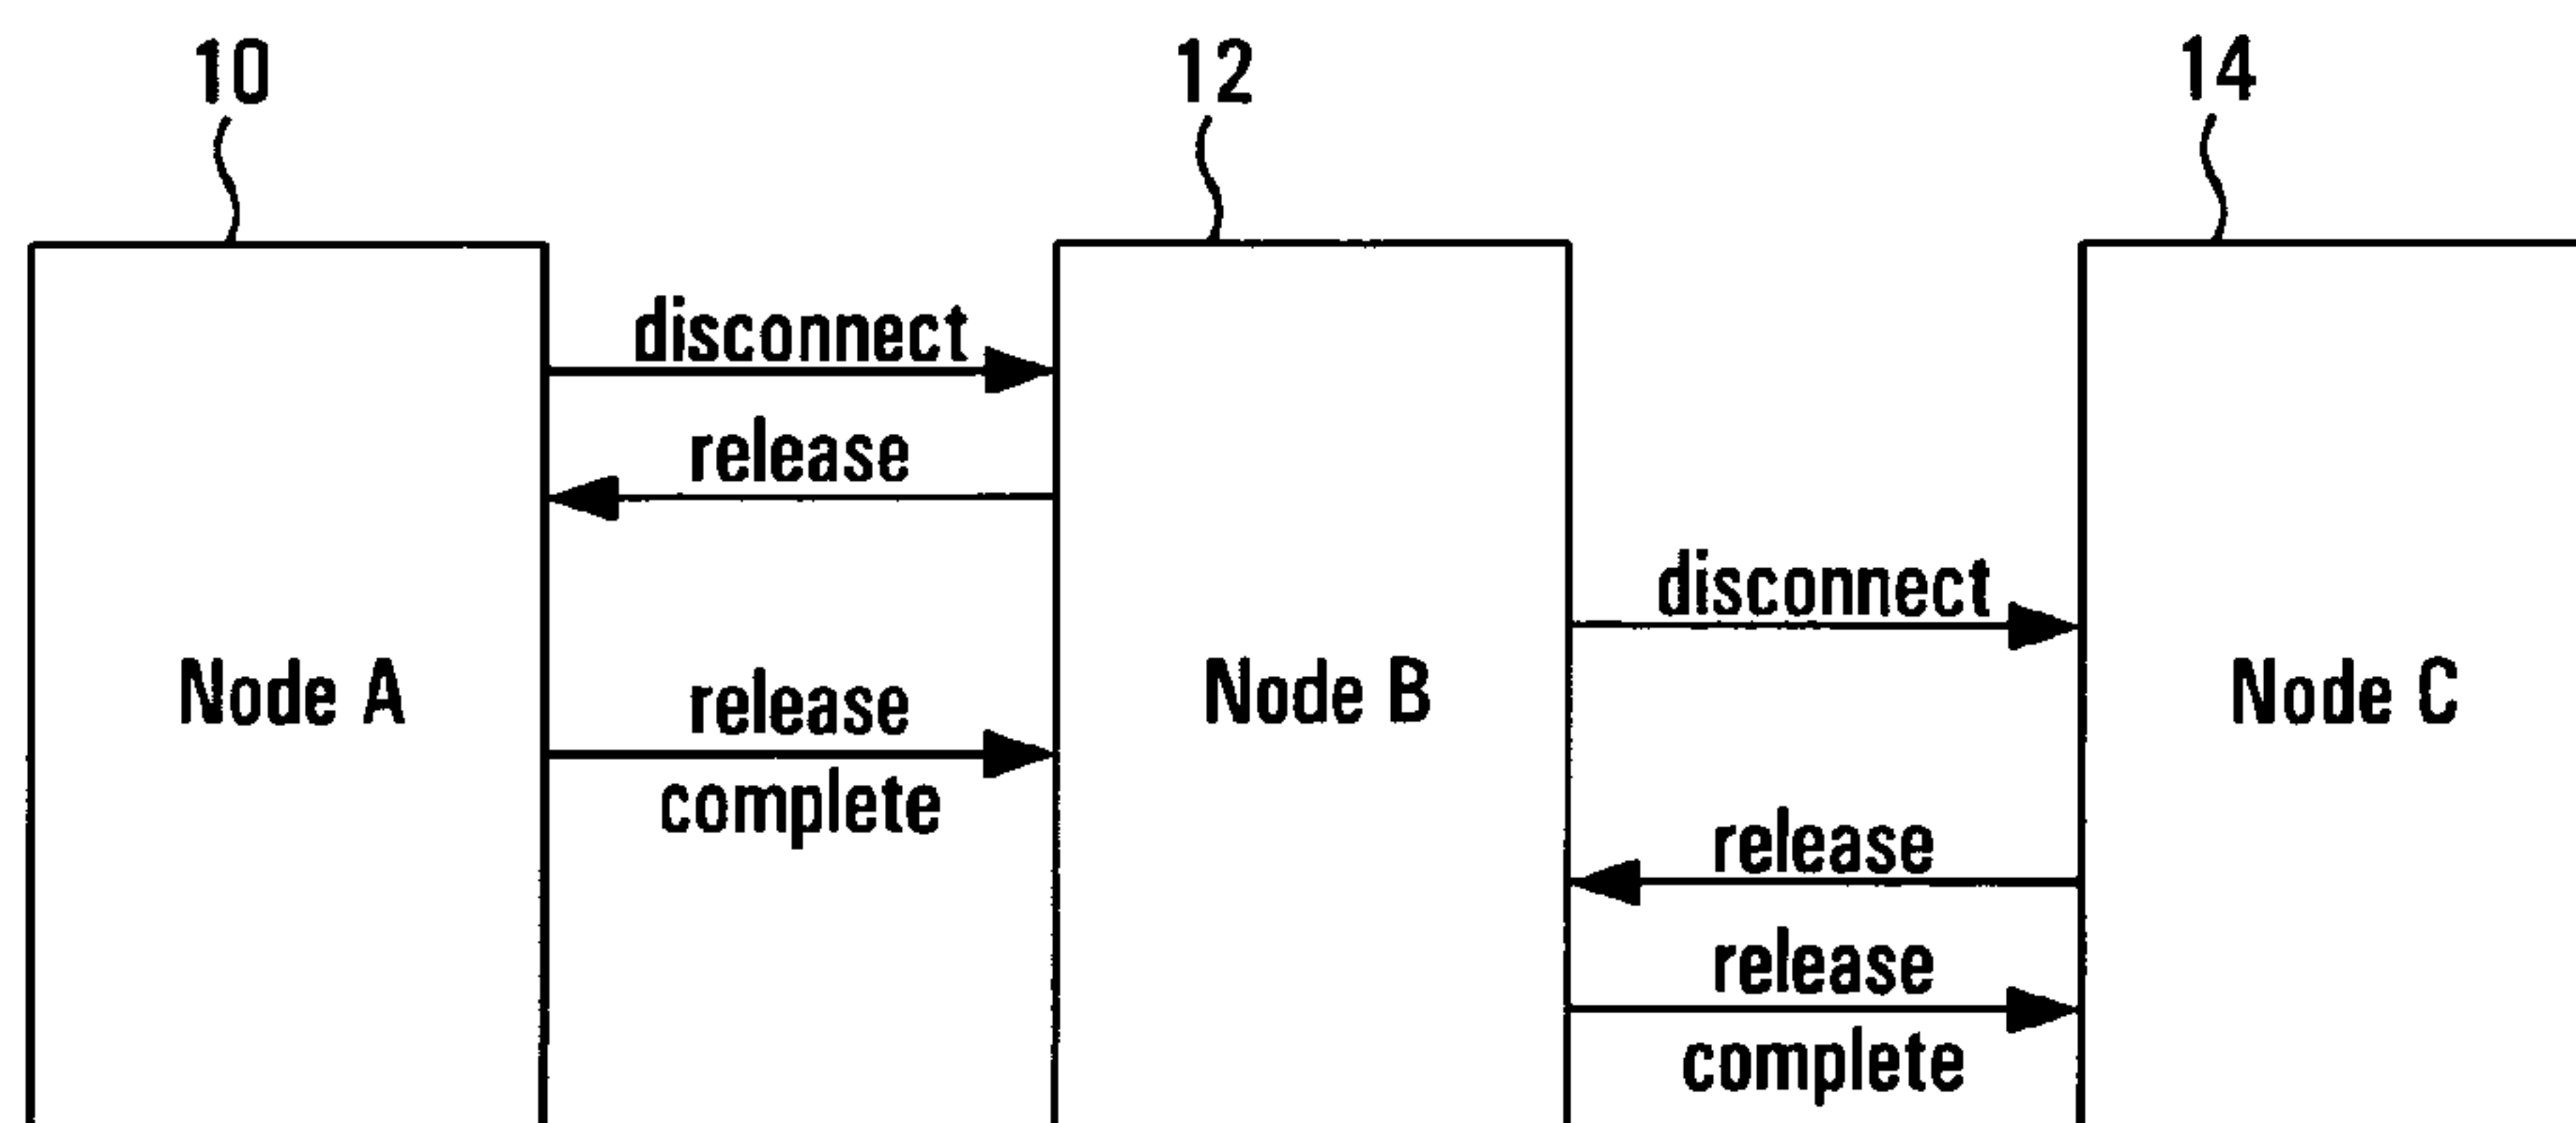 10
12
14
disconnect
release
disconnect
Node A
release
complete
Node B
Node C
release
release
complete